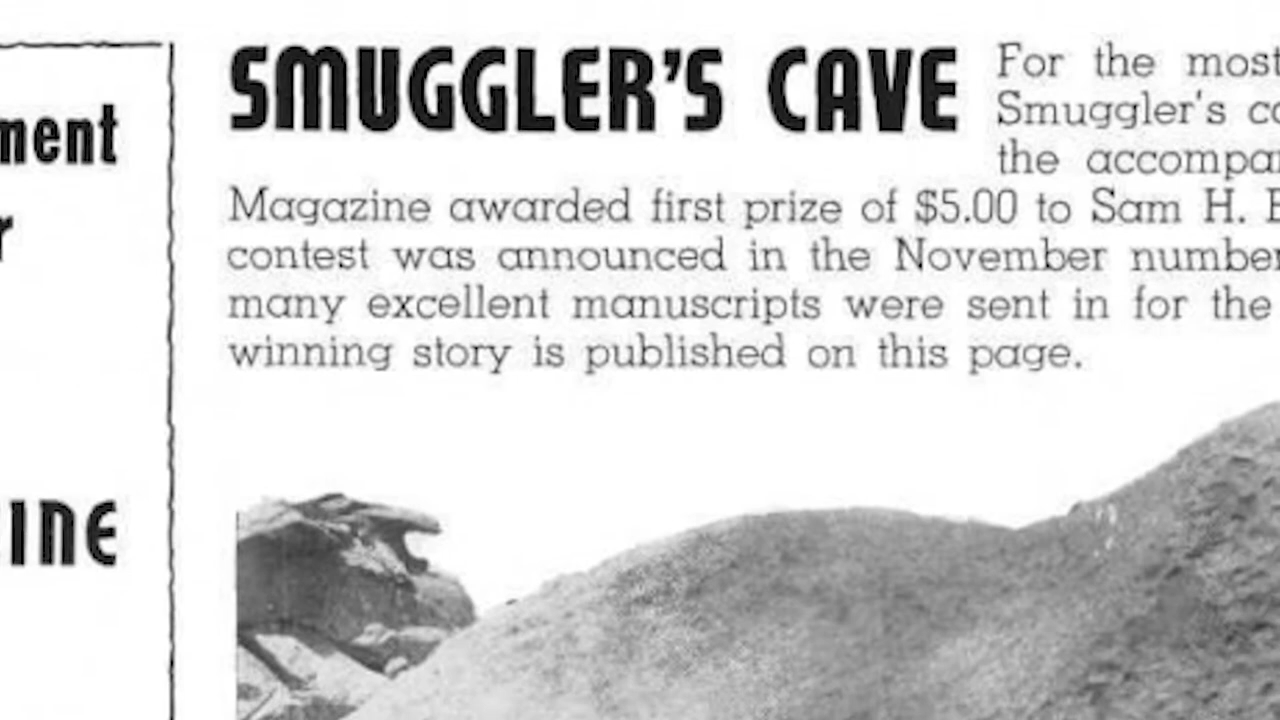 SMUGGLER'S CAVE
For the most
Smuggler's
the
Magazine awarded first prize of $5.00 to Sam H.
contest was announced in the November number
many excellent manuscripts were sent in for the
winning story is published on this page.